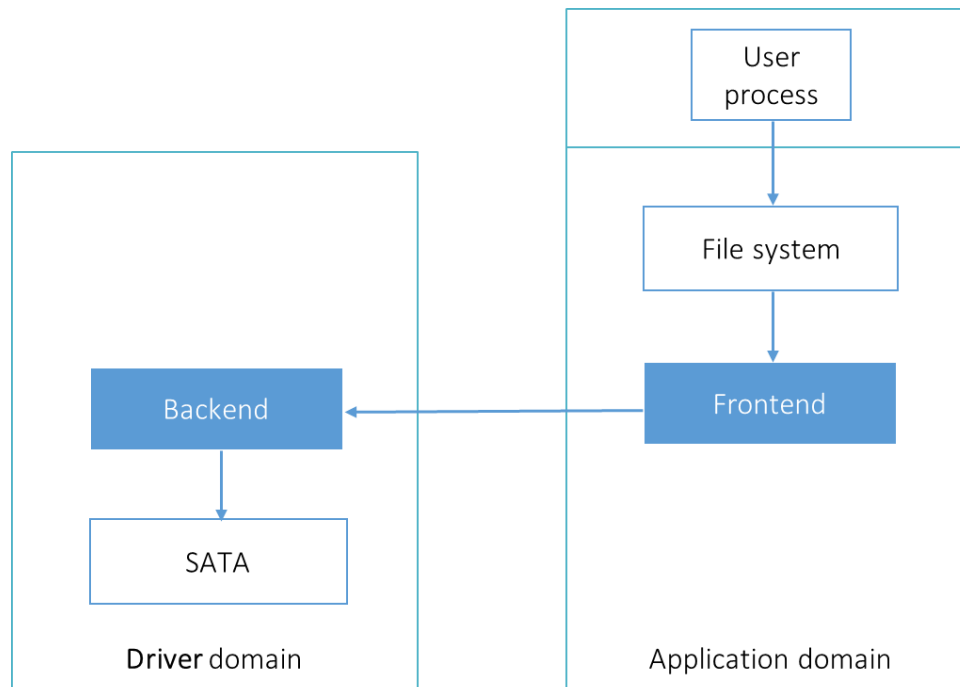 User
process
File system
Backend
Frontend
SATA
Driver domain
Application domain